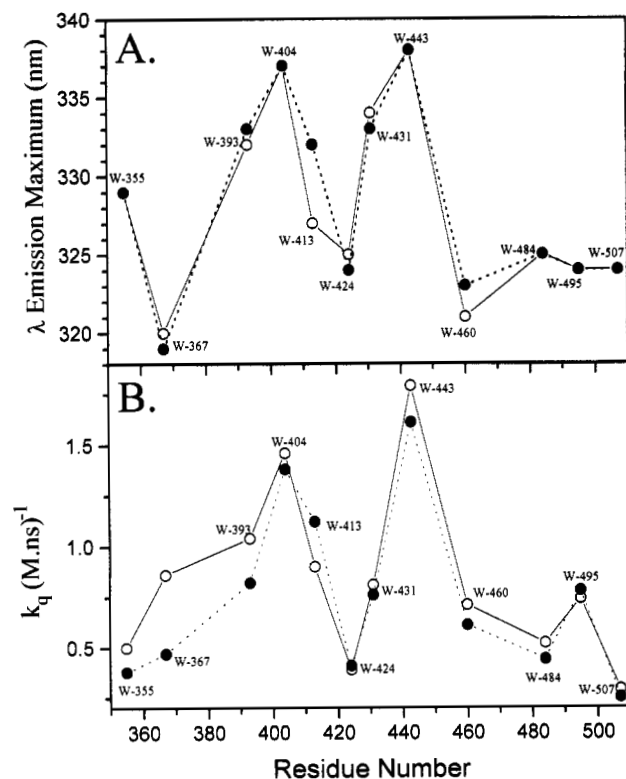 A.
λ Emission Maximum (nm)
340
335
330
325
320
W-355
W-367
W-393
W-404
W-413
W-424
W-431
W-443
W-460
W-484
W-495
W-507
B.
k_q (M.ns)^-1
1.5
1.0
0.5
W-355
W-367
W-393
W-404
W-413
W-424
W-431
W-443
W-460
W-484
W-495
W-507
360 380 400 420 440 460 480 500
Residue Number